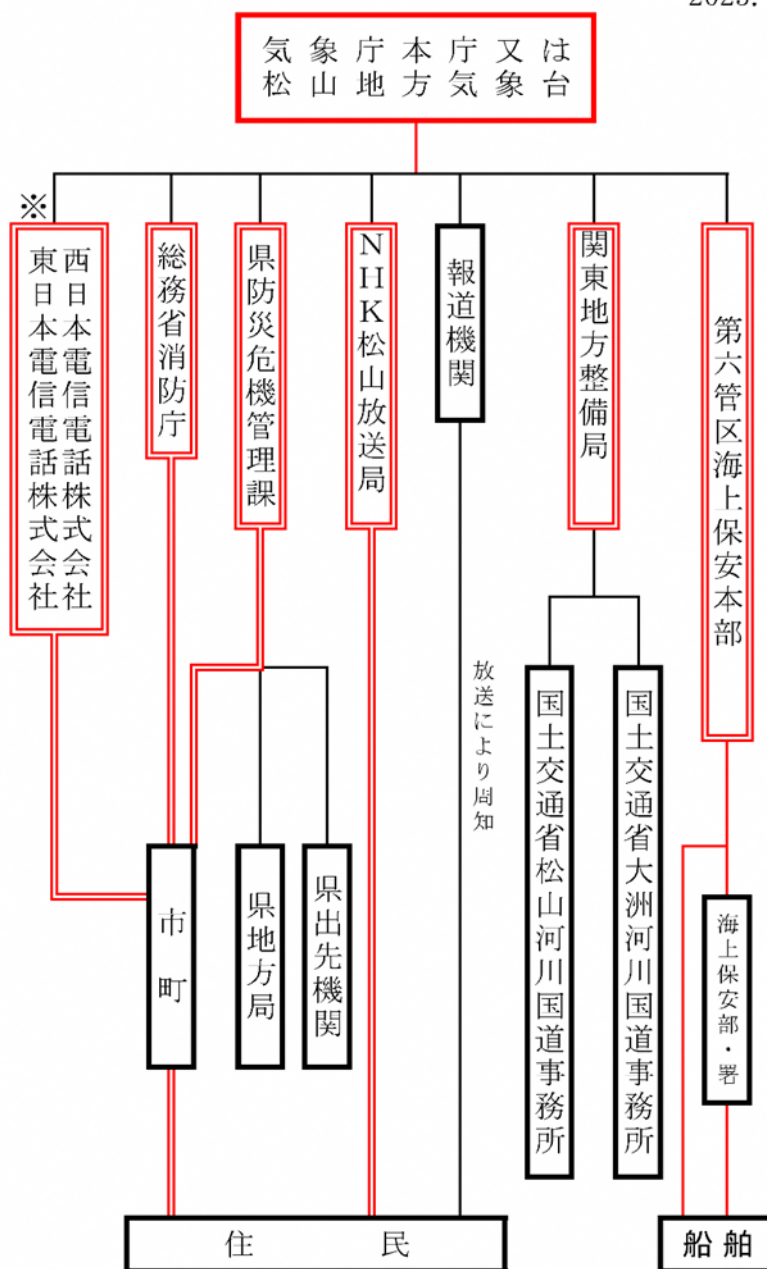 2023.
気象庁本庁又は
松山地方気象台
※
西日本電信電話株式会社
東日本電信電話株式会社
総務省消防庁
県防災危機管理課
NHK松山放送局
報道機関
関東地方整備局
第六管区海上保安本部
放送により周知
市町
県地方局
県出先機関
国土交通省松山河川国道事務所
国土交通省大洲河川国道事務所
海上保安部・署
住民
船舶